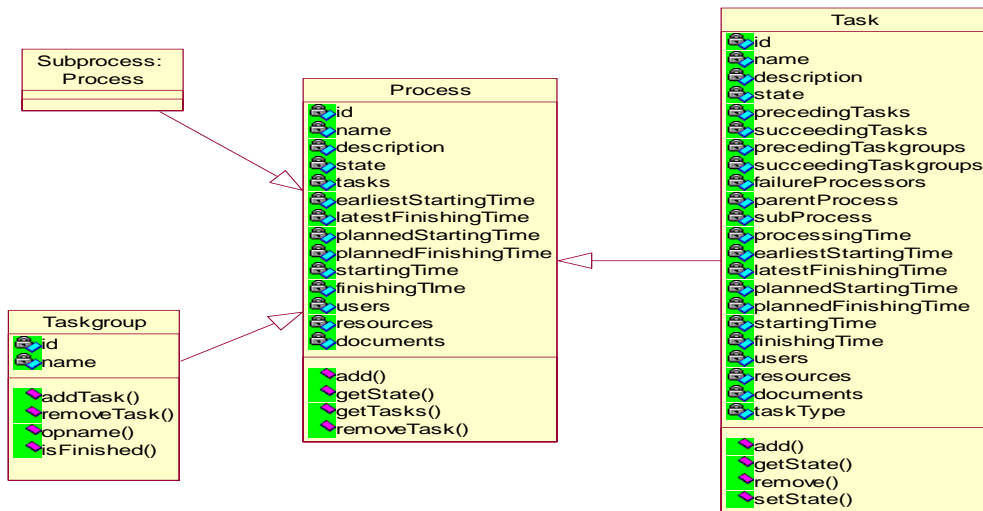 Subprocess:
Process
Process
id
name
description
state
tasks
earliestStartingTime
latestFinishingTime
plannedStartingTime
plannedFinishingTime
startingTime
finishingTIme
users
resources
documents
add()
getState()
getTasks()
removeTask()
Taskgroup
id
name
addTask()
removeTask()
opname()
isFinished()
Task
id
name
description
state
precedingTasks
succeedingTasks
precedingTaskgroups
succeedingTaskgroups
failureProcessors
parentProcess
subProcess
processingTime
earliestStartingTime
latestFinishingTime
plannedStartingTime
plannedFinishingTime
startingTime
finishingTime
users
resources
documents
taskType
add()
getState()
remove()
setState()